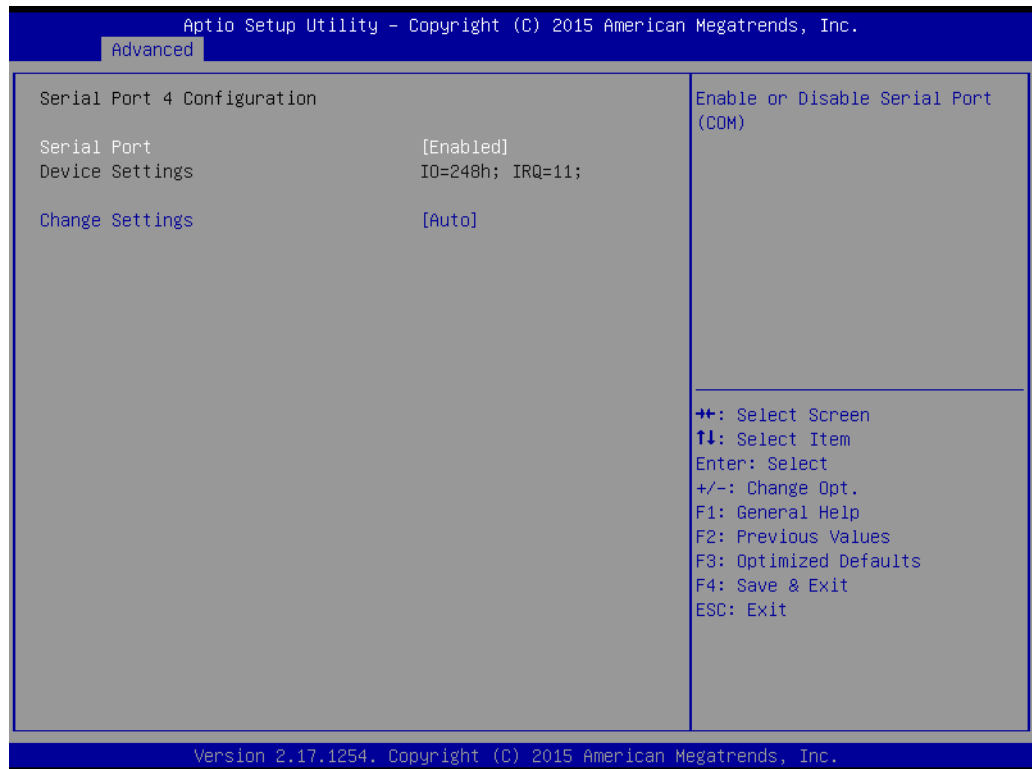 Aptio Setup Utility – Copyright (C) 2015 American Megatrends, Inc.
Advanced
Serial Port 4 Configuration
Serial Port [Enabled]
Device Settings IO=248h; IRQ=11;
Change Settings [Auto]
Enable or Disable Serial Port
(COM)
→←: Select Screen
↑↓: Select Item
Enter: Select
+/-: Change Opt.
F1: General Help
F2: Previous Values
F3: Optimized Defaults
F4: Save & Exit
ESC: Exit
Version 2.17.1254. Copyright (C) 2015 American Megatrends, Inc.